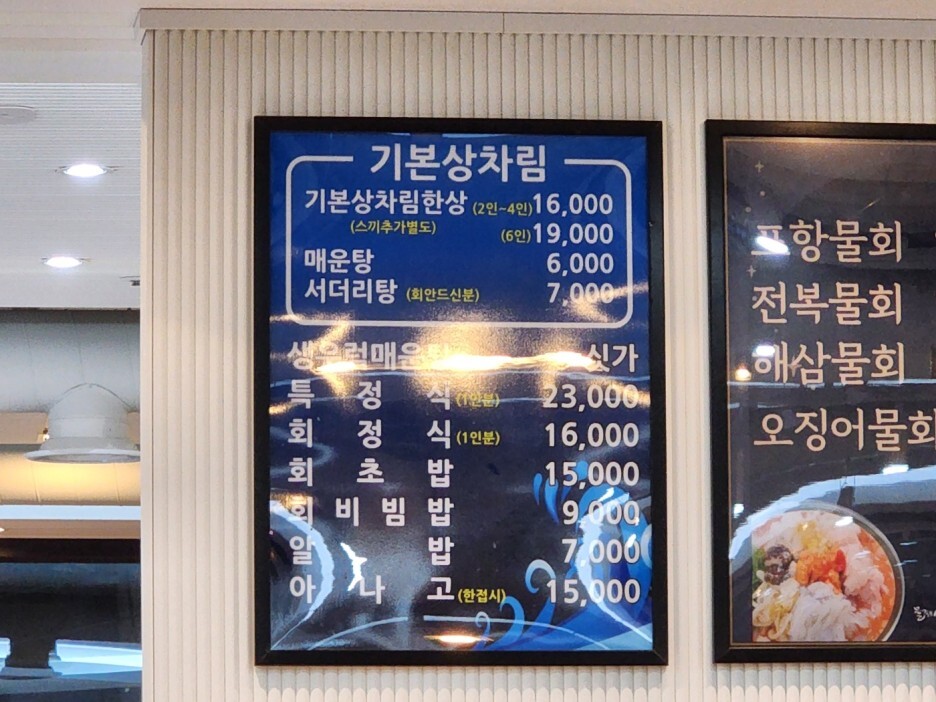 기본상차림
기본상차림한상 (2인~4인) 16,000
(스끼추가별도) (6인) 19,000
매운탕 6,000
서더리탕 (회안드신분) 7,000
싯가
특 정 식 (1인분) 23,000
회 정 식 (1인분) 16,000
회 초 밥 15,000
회 비 빔 밥 9,000
알 밥 7,000
아 나 고 (한접시) 15,000
포항물회
전복물회
해삼물회
오징어물회